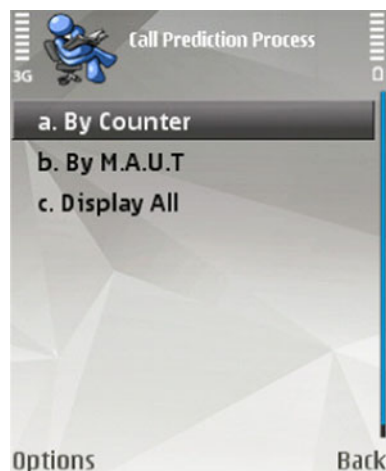 Call Prediction Process
3G
a. By Counter
b. By M.A.U.T
c. Display All
Options
Back